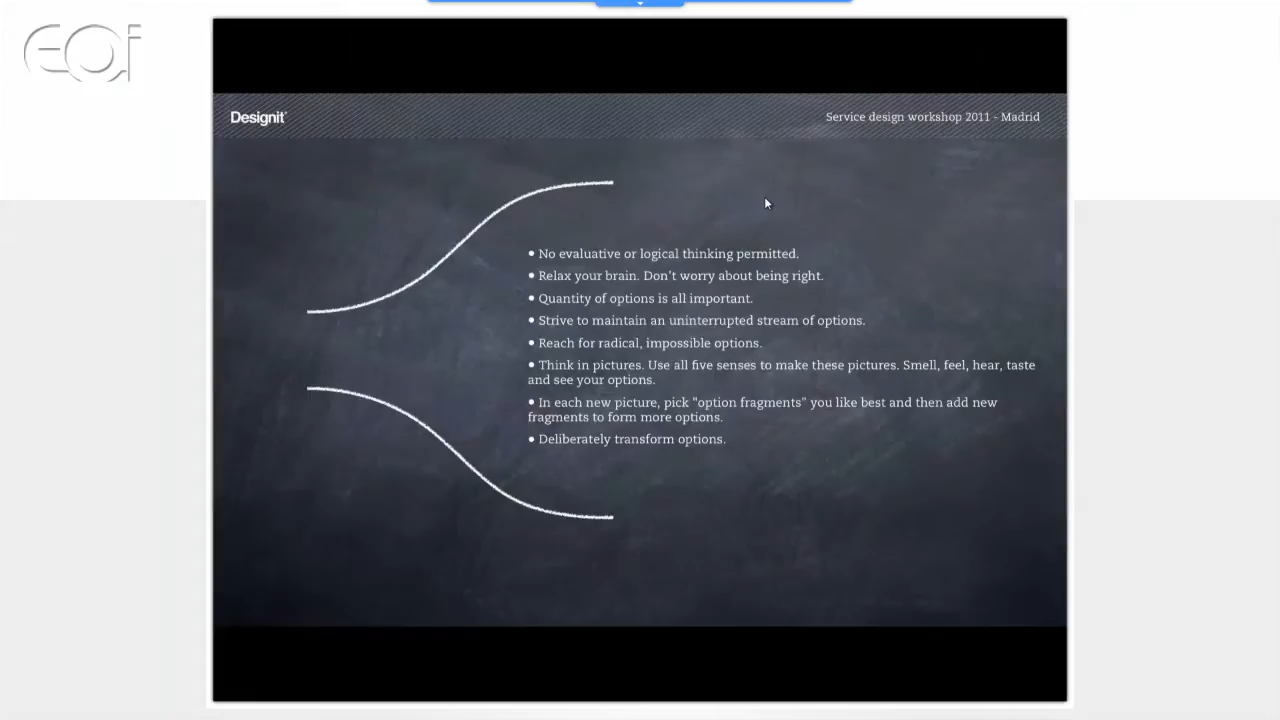 EOi
Designit
Service design workshop 2011 - Madrid
• No evaluative or logical thinking permitted.
• Relax your brain. Don't worry about being right.
• Quantity of options is all important.
• Strive to maintain an uninterrupted stream of options.
• Reach for radical, impossible options.
• Think in pictures. Use all five senses to make these pictures. Smell, feel, hear, taste
and see your options.
• In each new picture, pick "option fragments" you like best and then add new
fragments to form more options.
• Deliberately transform options.